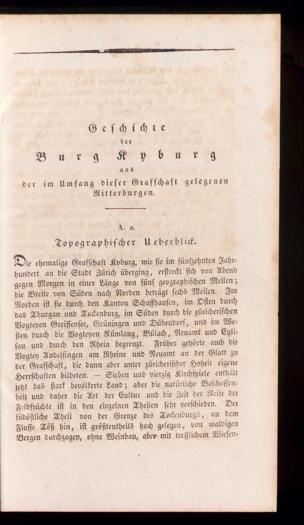 Geschichte
der
Burg Kyburg
und
der im Umfang dieser Grafschaft gelegenen
Ritterburgen.
A. a.
Topographischer Ueberblick.
Die ehemalige Grafschaft Kyburg, wie sie im fünfzehnten Jahr-
hundert an die Stadt Zürich überging, erstreckt sich von Abend
gegen Morgen in einer Länge von fünf geographischen Meilen;
die Breite von Süden nach Norden beträgt sechs Meilen. Im
Norden ist sie durch den Kanton Schaffhausen, im Osten durch
das Thurgau und Tockenburg, im Süden durch die zürcherischen
Vogteyen Greifensee, Grüningen und Dübendorf, und im We-
sten durch die Vogteyen Rümlang, Bülach, Neuamt und Egli-
sau und durch den Rhein begrenzt. Früher gehörte auch die
Vogtey Andelfingen am Rheine und Neuamt an der Glatt zu
der Grafschaft, die dann aber unter zürcherischer Hoheit eigene
Herrschaften bildeten. — Sieben und vierzig Kirchspiele enthält
jetzt das stark bevölkerte Land; aber die natürliche Beschaffen-
heit und daher die Art der Cultur und die Zeit der Reife der
Feldfrüchte ist in den einzelnen Theilen sehr verschieden. Der
südöstliche Theil von der Grenze des Tockenburgs, an dem
Flusse Töß hin, ist größtentheils hoch gelegen, von waldigen
Bergen durchzogen, ohne Weinbau, aber mit trefflichem Wiesen-